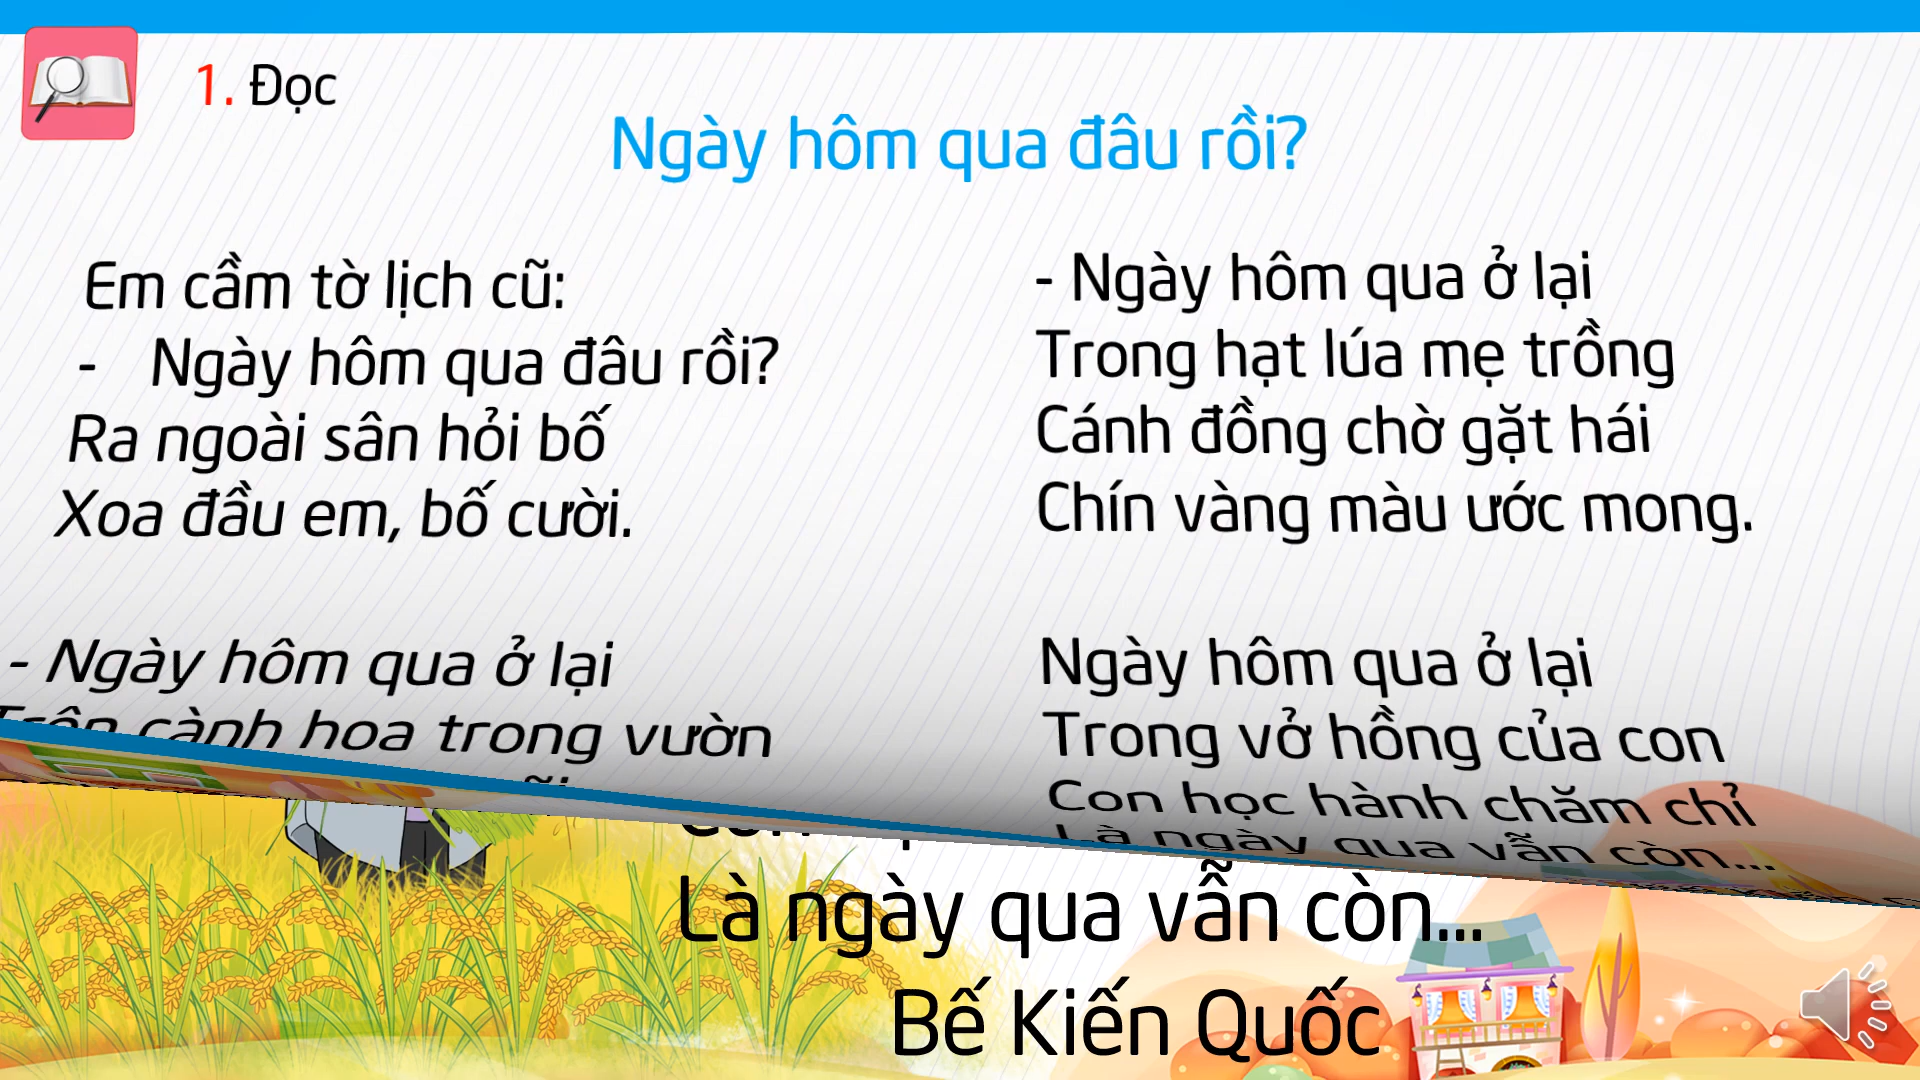 1. Đọc
Ngày hôm qua đâu rồi?
Em cầm tờ lịch cũ:
- Ngày hôm qua đâu rồi?
Ra ngoài sân hỏi bố
Xoa đầu em, bố cười.
- Ngày hôm qua ở lại
Trên cành hoa trong vườn
- Ngày hôm qua ở lại
Trong hạt lúa mẹ trồng
Cánh đồng chờ gặt hái
Chín vàng màu ước mong.
Ngày hôm qua ở lại
Trong vở hồng của con
Con học hành chăm chỉ
Là ngày qua vẫn còn...
Là ngày qua vẫn còn...
Bế Kiến Quốc